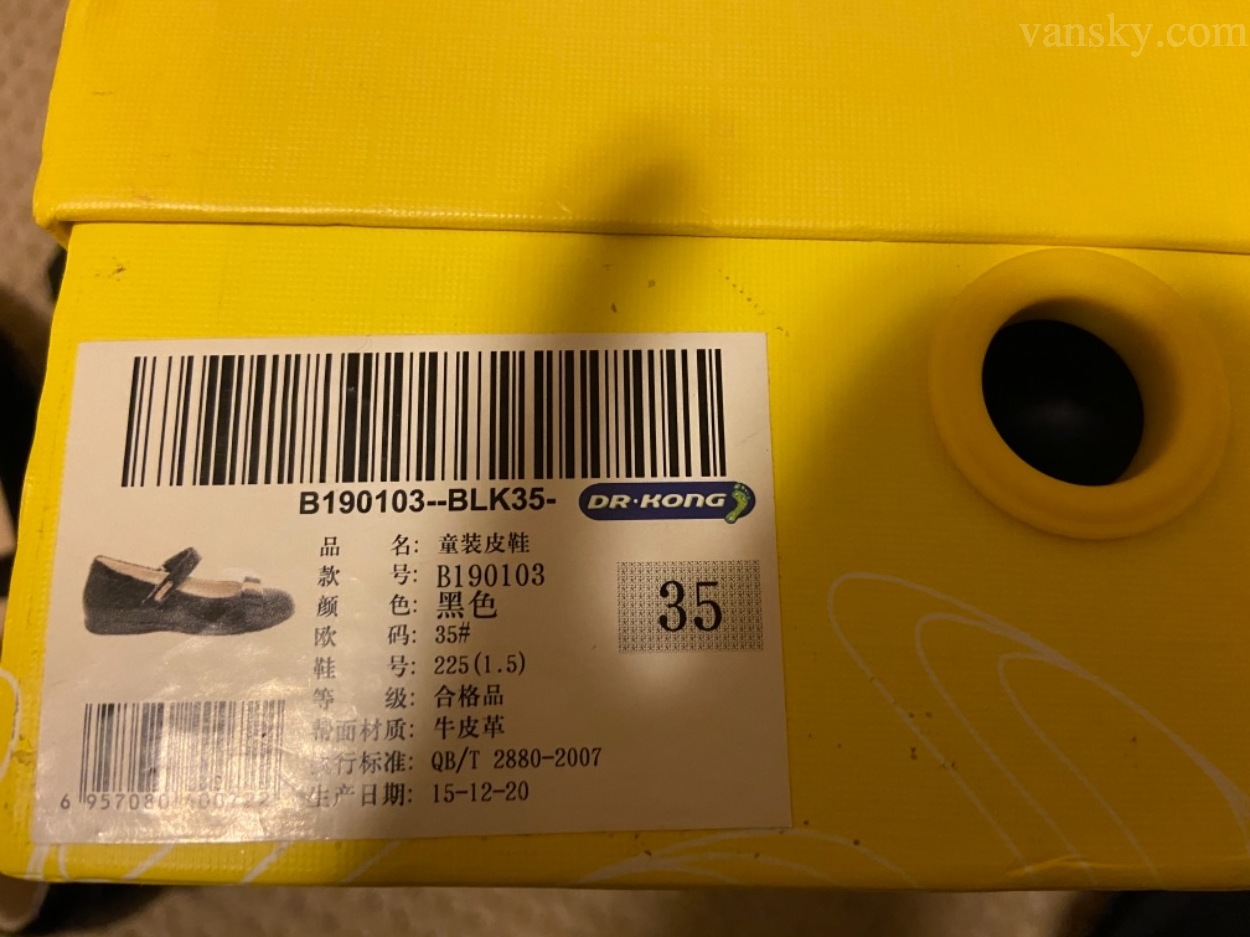 vansky.com
B190103--BLK35-
DR·KONG
品 名: 童装皮鞋
款 号: B190103
颜 色: 黑色
欧 码: 35#
鞋 号: 225(1.5)
等 级: 合格品
帮面材质: 牛皮革
行标准: QB/T 2880-2007
生产日期: 15-12-20
35
6 957080